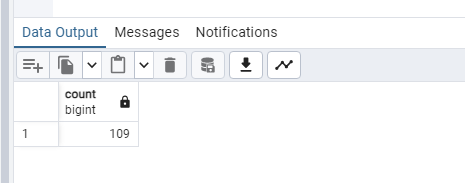 Data Output Messages Notifications
count
bigint
1 109